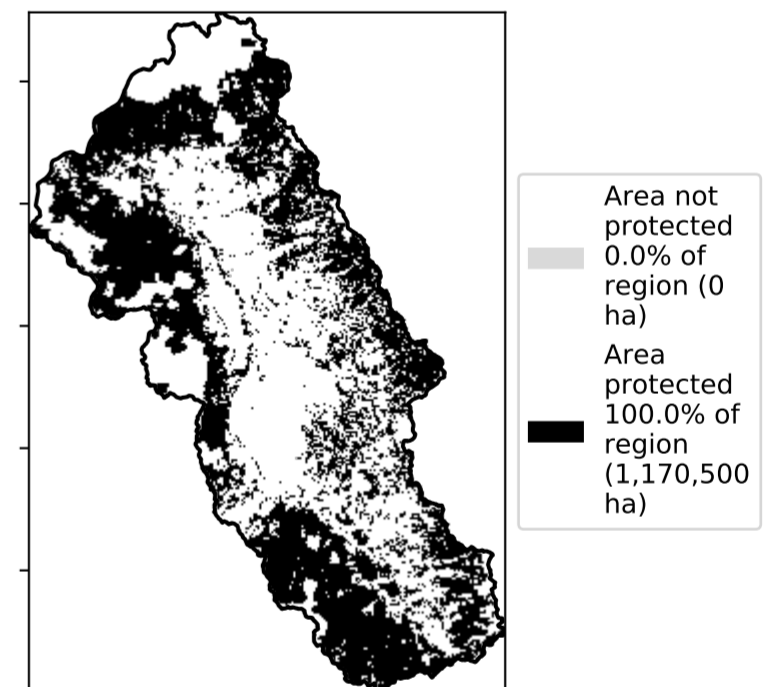 Area not
protected
0.0% of
region (0
ha)
Area
protected
100.0% of
region
(1,170,500
ha)